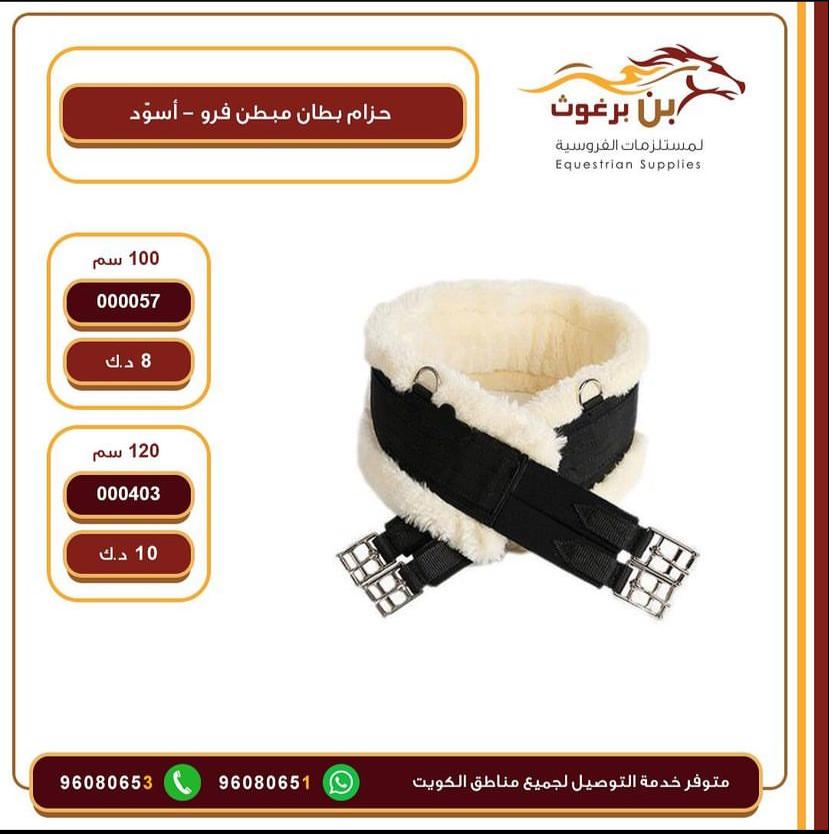 بن برغوث
لمستلزمات الفروسية
Equestrian Supplies
حزام بطان مبطن فرو – أسوّد
100 سم
000057
8 د.ك
120 سم
000403
10 د.ك
متوفر خدمة التوصيل لجميع مناطق الكويت
96080651
96080653